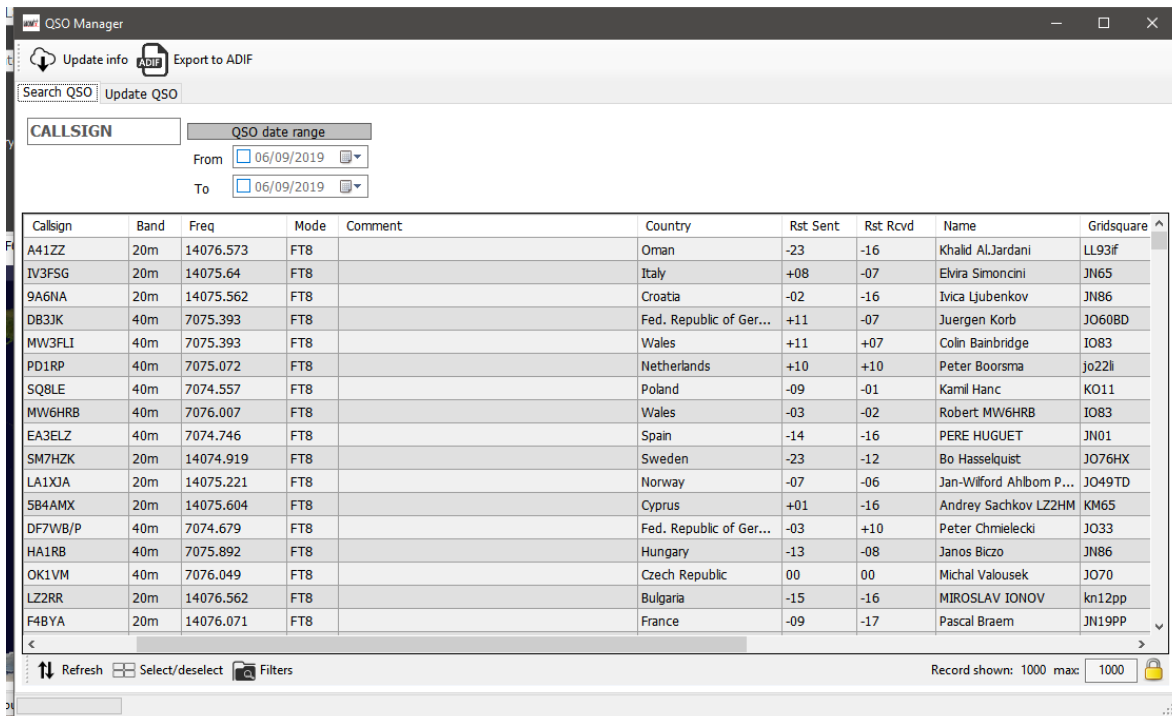 QSO Manager
Update info ADIF Export to ADIF
Search QSO Update QSO
CALLSIGN QSO date range
From 06/09/2019
To 06/09/2019
Callsign Band Freq Mode Comment Country Rst Sent Rst Rcvd Name Gridsquare
A41ZZ 20m 14076.573 FT8 Oman -23 -16 Khalid Al.Jardani LL93if
IV3FSG 20m 14075.64 FT8 Italy +08 -07 Elvira Simoncini JN65
9A6NA 20m 14075.562 FT8 Croatia -02 -16 Ivica Ljubenkov JN86
DB3JK 40m 7075.393 FT8 Fed. Republic of Ger... +11 -07 Juergen Korb JO60BD
MW3FLI 40m 7075.393 FT8 Wales +11 +07 Colin Bainbridge IO83
PD1RP 40m 7075.072 FT8 Netherlands +10 +10 Peter Boorsma jo22li
SQ8LE 40m 7074.557 FT8 Poland -09 -01 Kamil Hanc KO11
MW6HRB 40m 7076.007 FT8 Wales -03 -02 Robert MW6HRB IO83
EA3ELZ 40m 7074.746 FT8 Spain -14 -16 PERE HUGUET JN01
SM7HZK 20m 14074.919 FT8 Sweden -23 -12 Bo Hasselquist JO76HX
LA1XJA 20m 14075.221 FT8 Norway -07 -06 Jan-Wilford Ahlbom P... JO49TD
5B4AMX 20m 14075.604 FT8 Cyprus +01 -16 Andrey Sachkov LZ2HM KM65
DF7WB/P 40m 7074.679 FT8 Fed. Republic of Ger... -03 +10 Peter Chmielecki JO33
HA1RB 40m 7075.892 FT8 Hungary -13 -08 Janos Biczo JN86
OK1VM 40m 7076.049 FT8 Czech Republic 00 00 Michal Valousek JO70
LZ2RR 20m 14076.562 FT8 Bulgaria -15 -16 MIROSLAV IONOV kn12pp
F4BYA 20m 14076.071 FT8 France -09 -17 Pascal Braem JN19PP
Refresh Select/deselect Filters Record shown: 1000 max: 1000